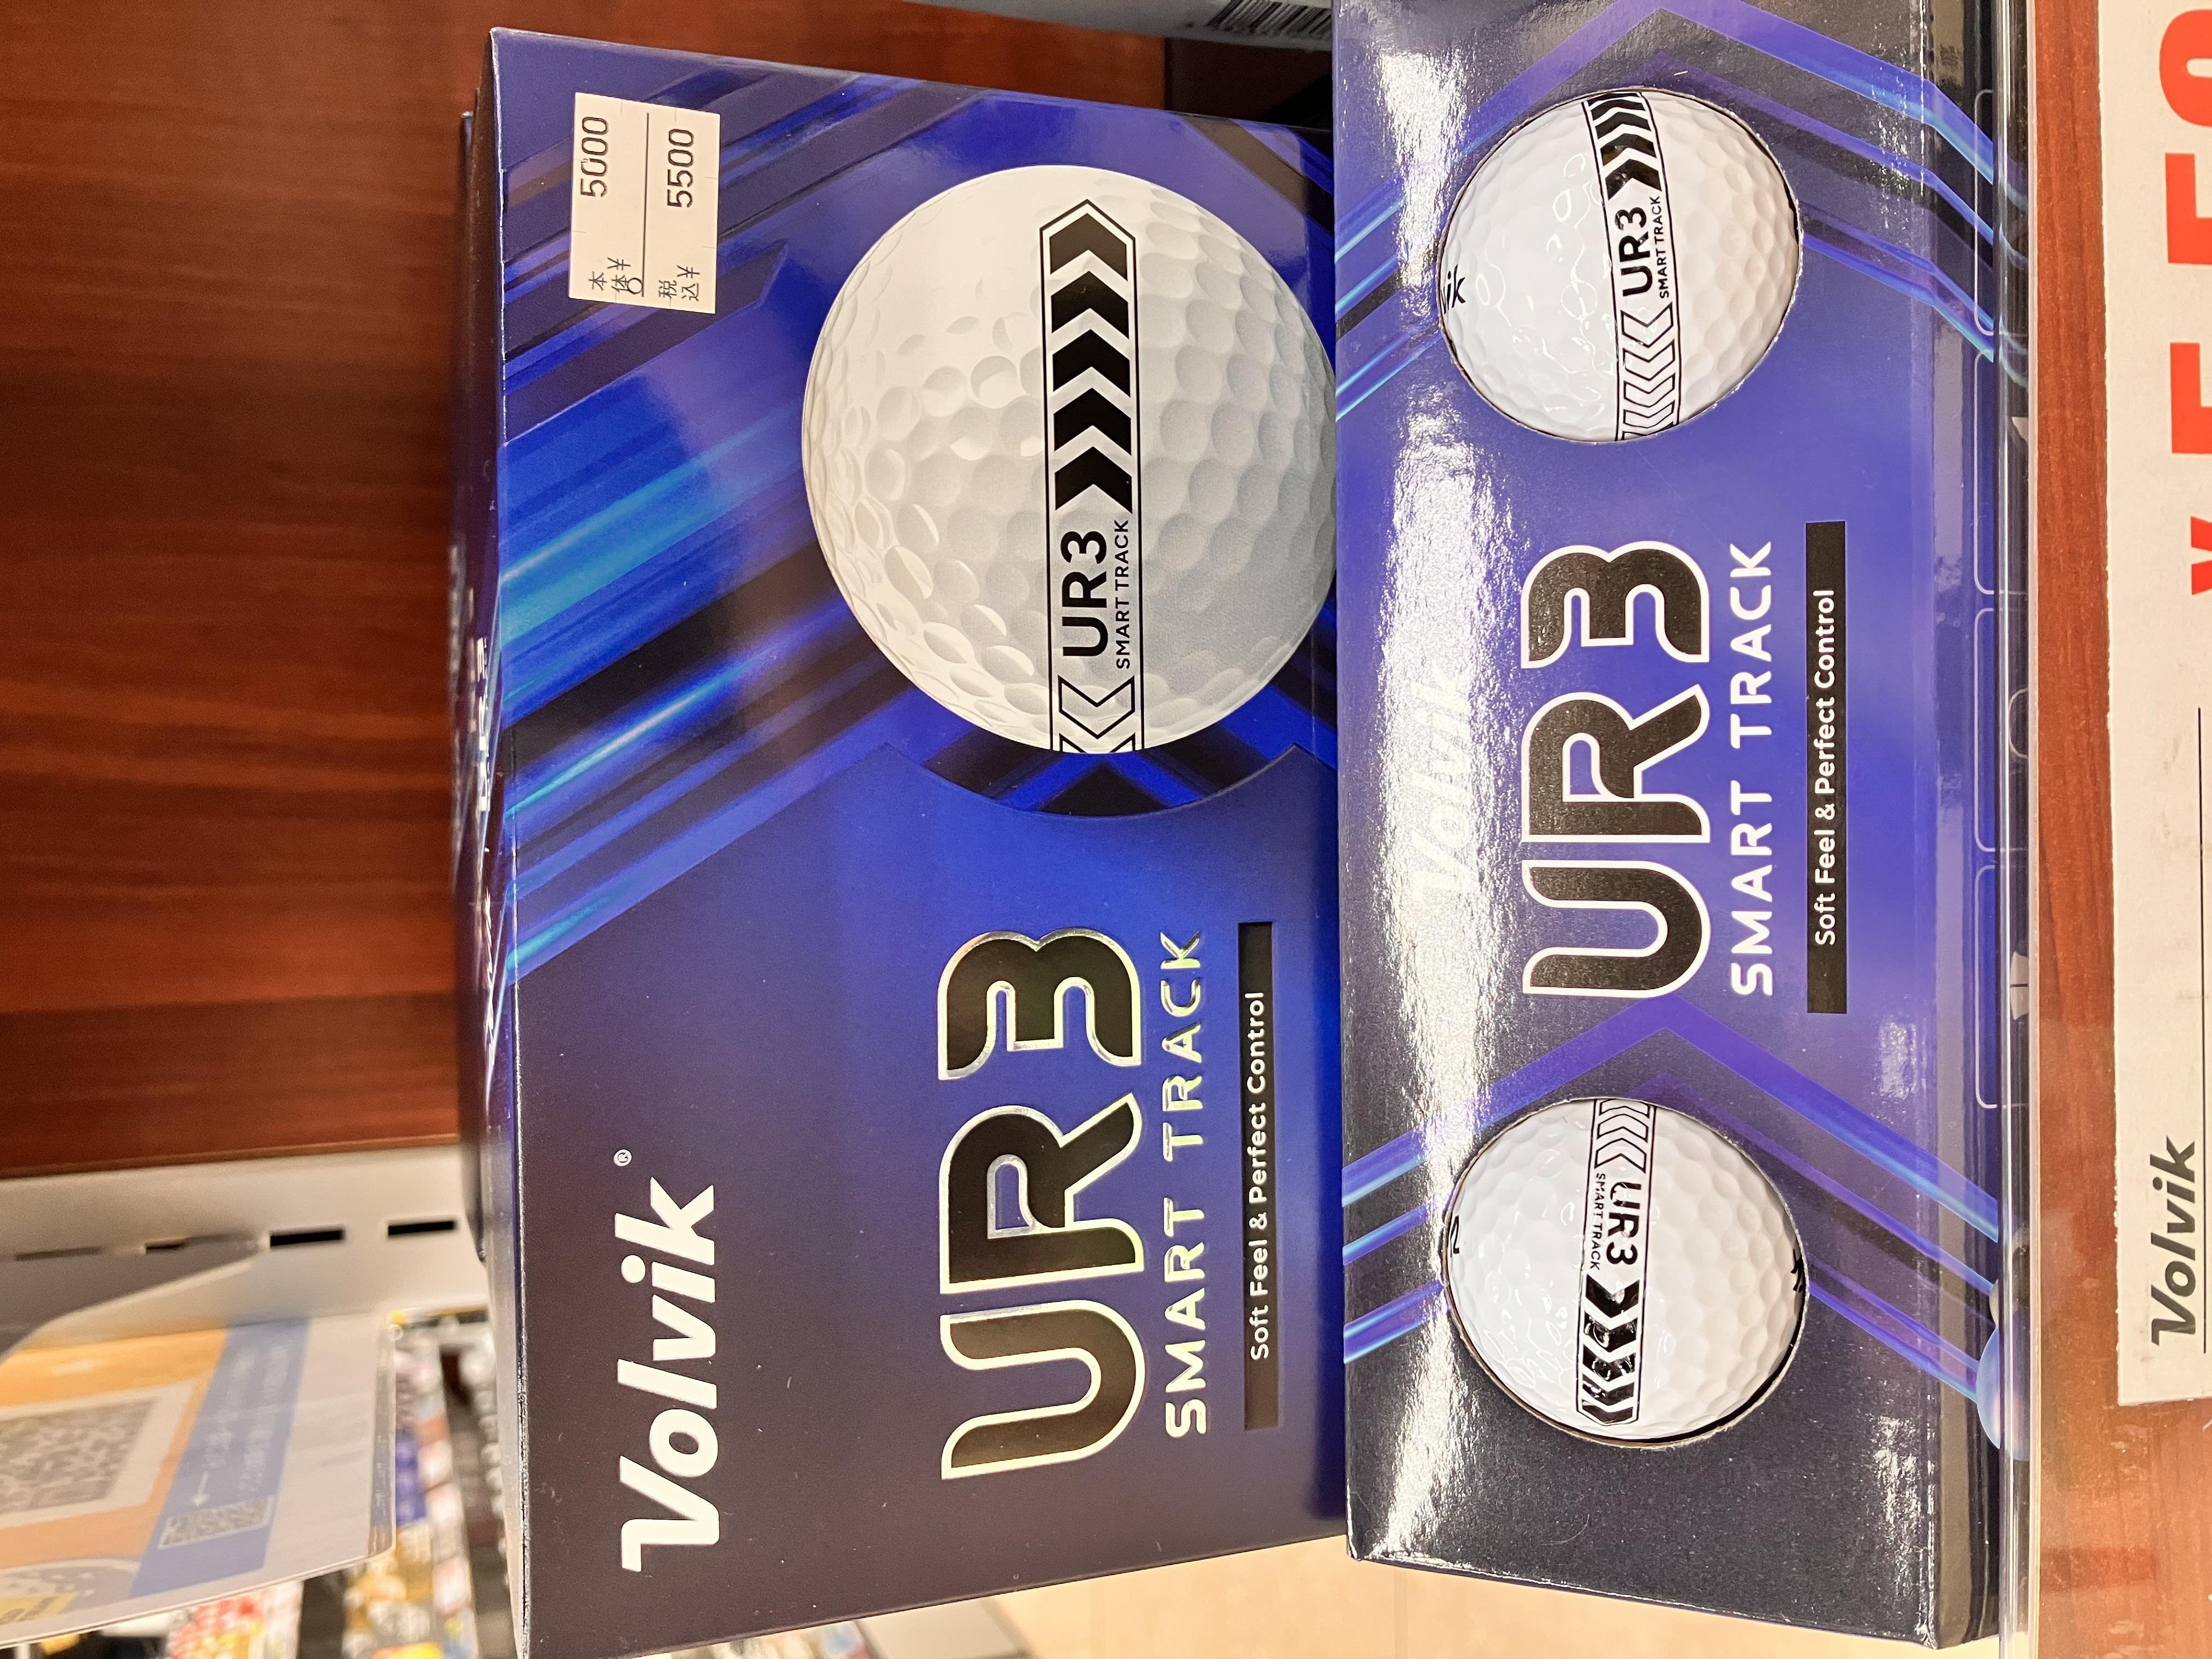 本体¥ 5000
税込¥ 5500
Volvik®
UR3
SMART TRACK
Soft Feel & Perfect Control
UR3
SMART TRACK
Volvik
UR3
SMART TRACK
Soft Feel & Perfect Control
UR3
SMART TRACK
UR3
SMART TRACK
vik
Volvik